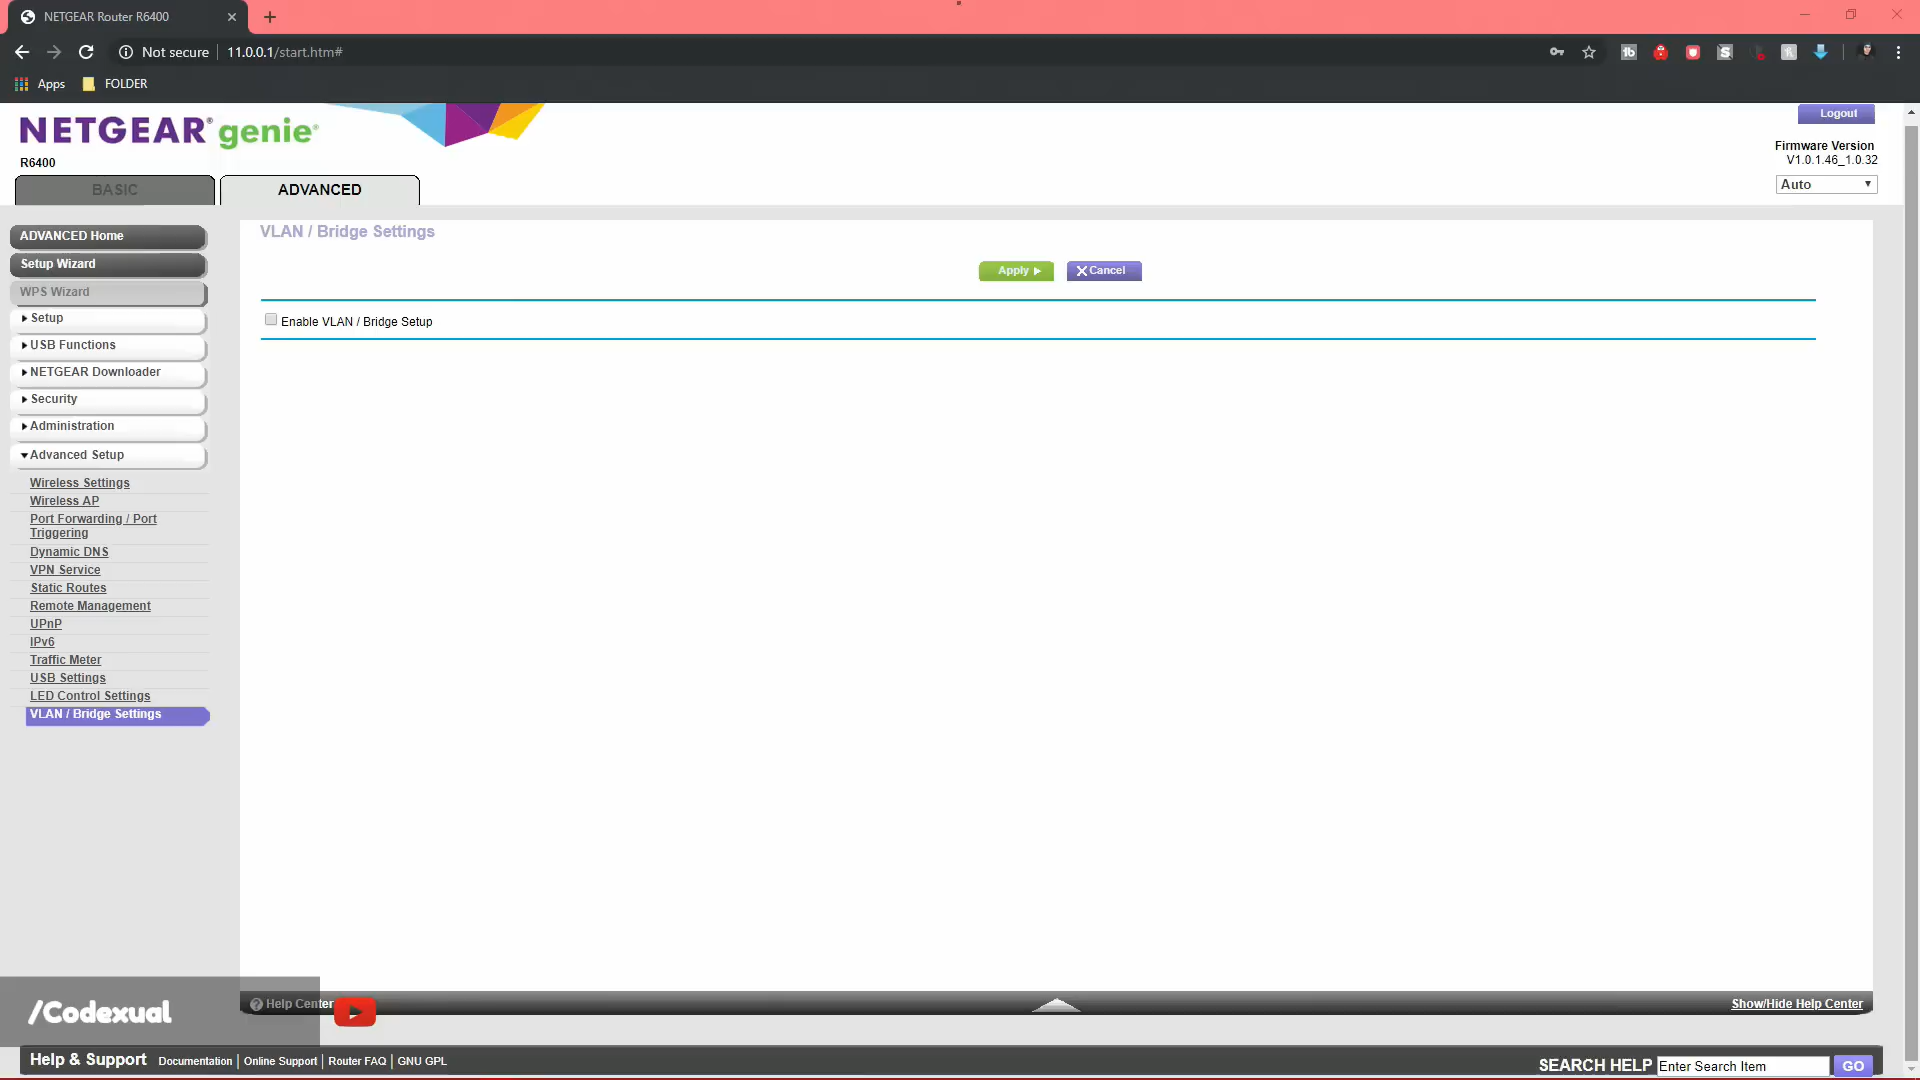 NETGEAR Router R6400
Not secure
11.0.0.1/start.htm#
Apps
FOLDER
NETGEAR® genie®
R6400
Logout
Firmware Version
V1.0.1.46_1.0.32
Auto
BASIC
ADVANCED
ADVANCED Home
Setup Wizard
WPS Wizard
Setup
USB Functions
NETGEAR Downloader
Security
Administration
Advanced Setup
Wireless Settings
Wireless AP
Port Forwarding / Port
Triggering
Dynamic DNS
VPN Service
Static Routes
Remote Management
UPnP
IPv6
Traffic Meter
USB Settings
LED Control Settings
VLAN / Bridge Settings
VLAN / Bridge Settings
Apply
Cancel
Enable VLAN / Bridge Setup
/Codexual
Help Center
Show/Hide Help Center
Help & Support Documentation | Online Support | Router FAQ | GNU GPL
SEARCH HELP Enter Search Item GO